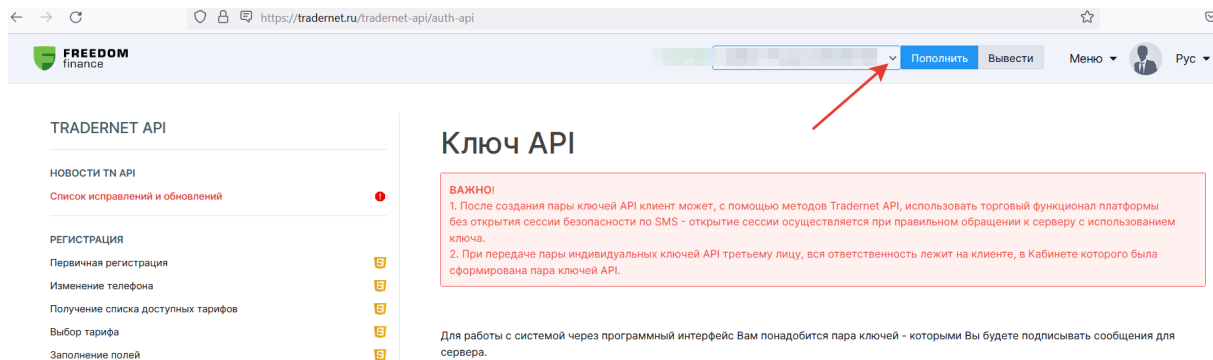 https://tradernet.ru/tradernet-api/auth-api
FREEDOM
finance
Пополнить
Вывести
Меню
Рус
TRADERNET API
НОВОСТИ TN API
Список исправлений и обновлений
РЕГИСТРАЦИЯ
Первичная регистрация
Изменение телефона
Получение списка доступных тарифов
Выбор тарифа
Заполнение полей
Ключ API
ВАЖНО!
1. После создания пары ключей API клиент может, с помощью методов Tradernet API, использовать торговый функционал платформы
без открытия сессии безопасности по SMS - открытие сессии осуществляется при правильном обращении к серверу с использованием
ключа.
2. При передаче пары индивидуальных ключей API третьему лицу, вся ответственность лежит на клиенте, в Кабинете которого была
сформирована пара ключей API.
Для работы с системой через программный интерфейс Вам понадобится пара ключей - которыми Вы будете подписывать сообщения для
сервера.